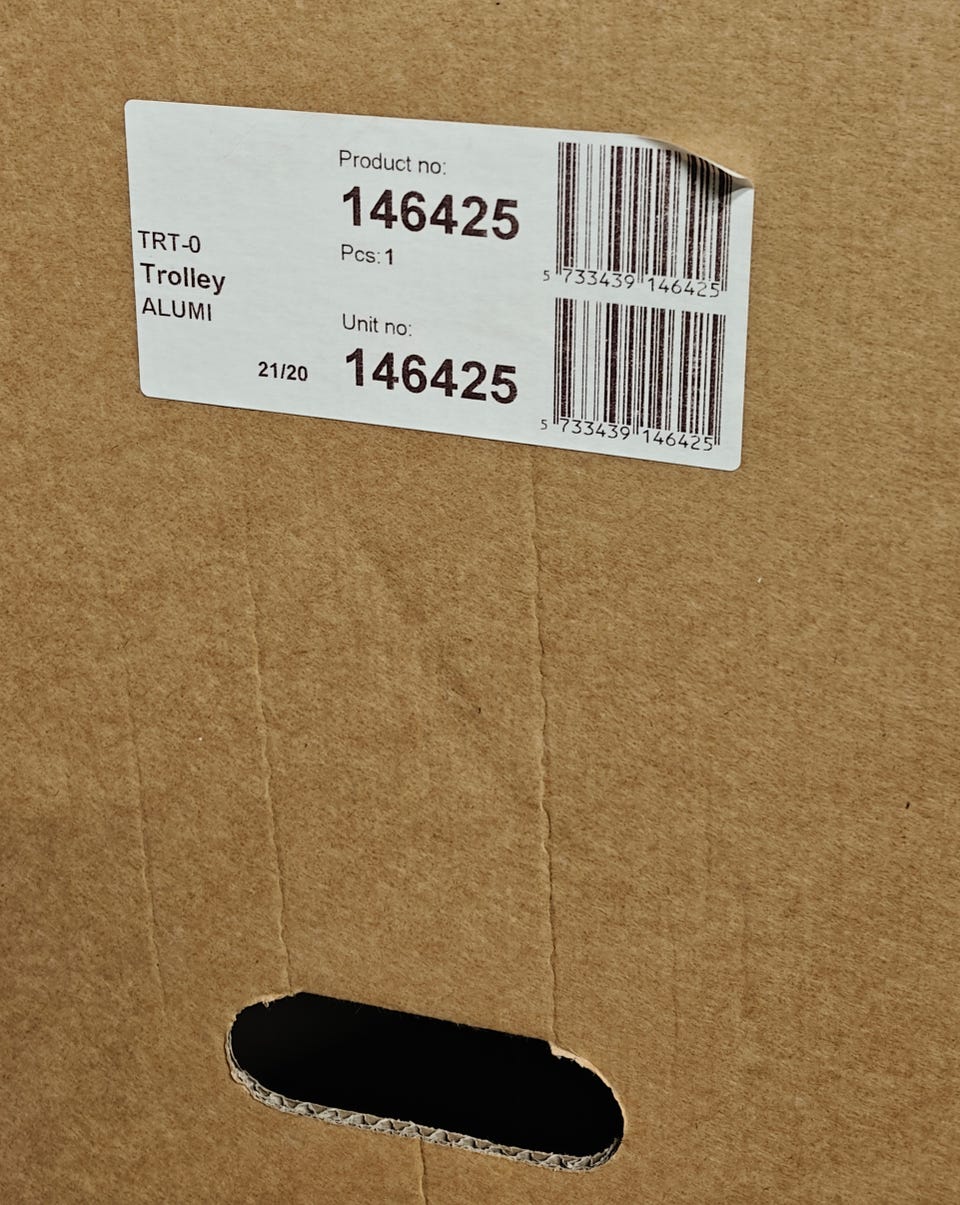 TRT-0
Trolley
ALUMI
21/20
Product no:
146425
Pcs: 1
Unit no:
146425
5 733439 146425
5 733439 146425